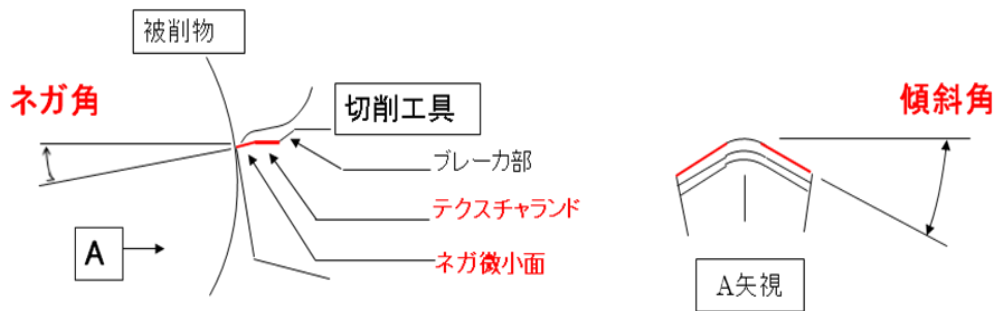 被削物
ネガ角
切削工具
ブレーカ部
テクスチャランド
ネガ微小面
A
傾斜角
A矢視